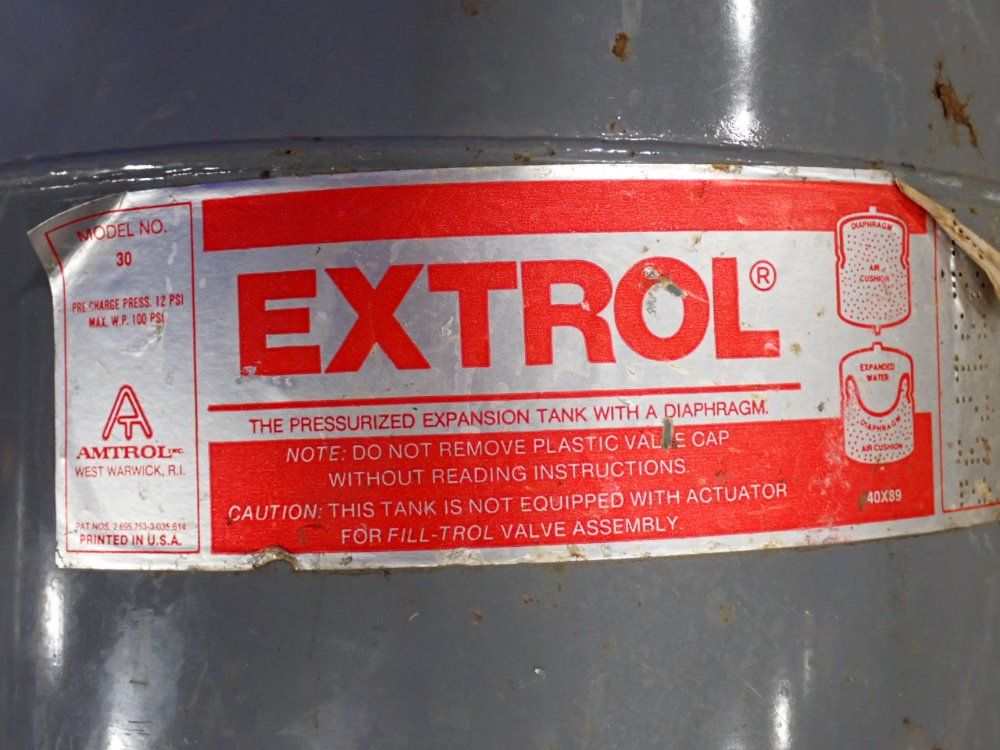 MODEL NO.
30
PRE CHARGE PRESS. 12 PSI
MAX. W.P. 100 PSI
AMTROL INC.
WEST WARWICK, R.I.
PAT. NOS. 2,695,753-3,035,614
PRINTED IN U.S.A.
EXTROL®
THE PRESSURIZED EXPANSION TANK WITH A DIAPHRAGM.
NOTE: DO NOT REMOVE PLASTIC VALVE CAP
WITHOUT READING INSTRUCTIONS.
CAUTION: THIS TANK IS NOT EQUIPPED WITH ACTUATOR
FOR FILL-TROL VALVE ASSEMBLY.
DIAPHRAGM
AIR
CUSHION
EXPANDED
WATER
DIAPHRAGM
AIR CUSHION
40X89